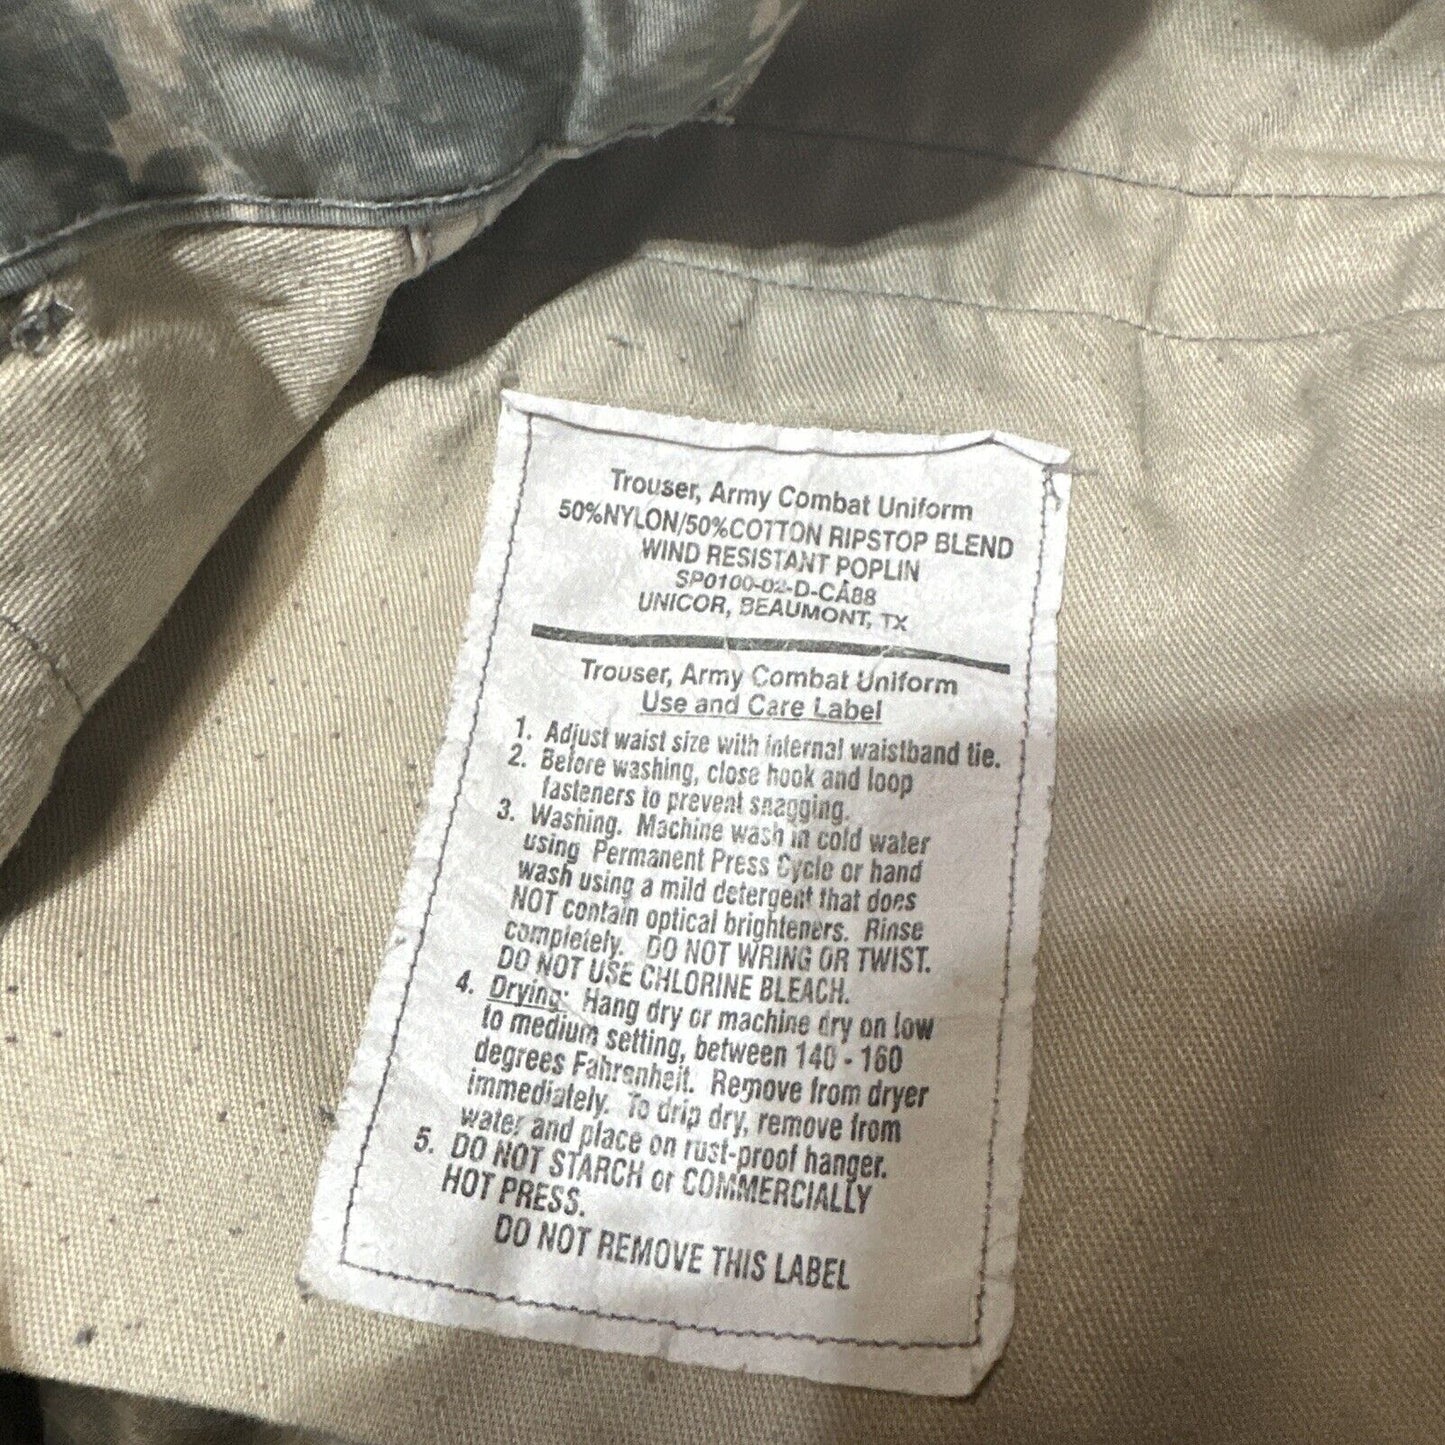 Trouser, Army Combat Uniform
50%NYLON/50%COTTON RIPSTOP BLEND
WIND RESISTANT POPLIN
SP0100-02-D-CA88
UNICOR, BEAUMONT, TX
Trouser, Army Combat Uniform
Use and Care Label
1. Adjust waist size with internal waistband tie.
2. Before washing, close hook and loop
fasteners to prevent snagging.
3. Washing. Machine wash in cold water
using Permanent Press Cycle or hand
wash using a mild detergent that does
NOT contain optical brighteners. Rinse
completely. DO NOT WRING OR TWIST.
DO NOT USE CHLORINE BLEACH.
4. Drying: Hang dry or machine dry on low
to medium setting, between 140 - 160
degrees Fahrenheit. Remove from dryer
immediately. To drip dry, remove from
water and place on rust-proof hanger.
5. DO NOT STARCH or COMMERCIALLY
HOT PRESS.
DO NOT REMOVE THIS LABEL